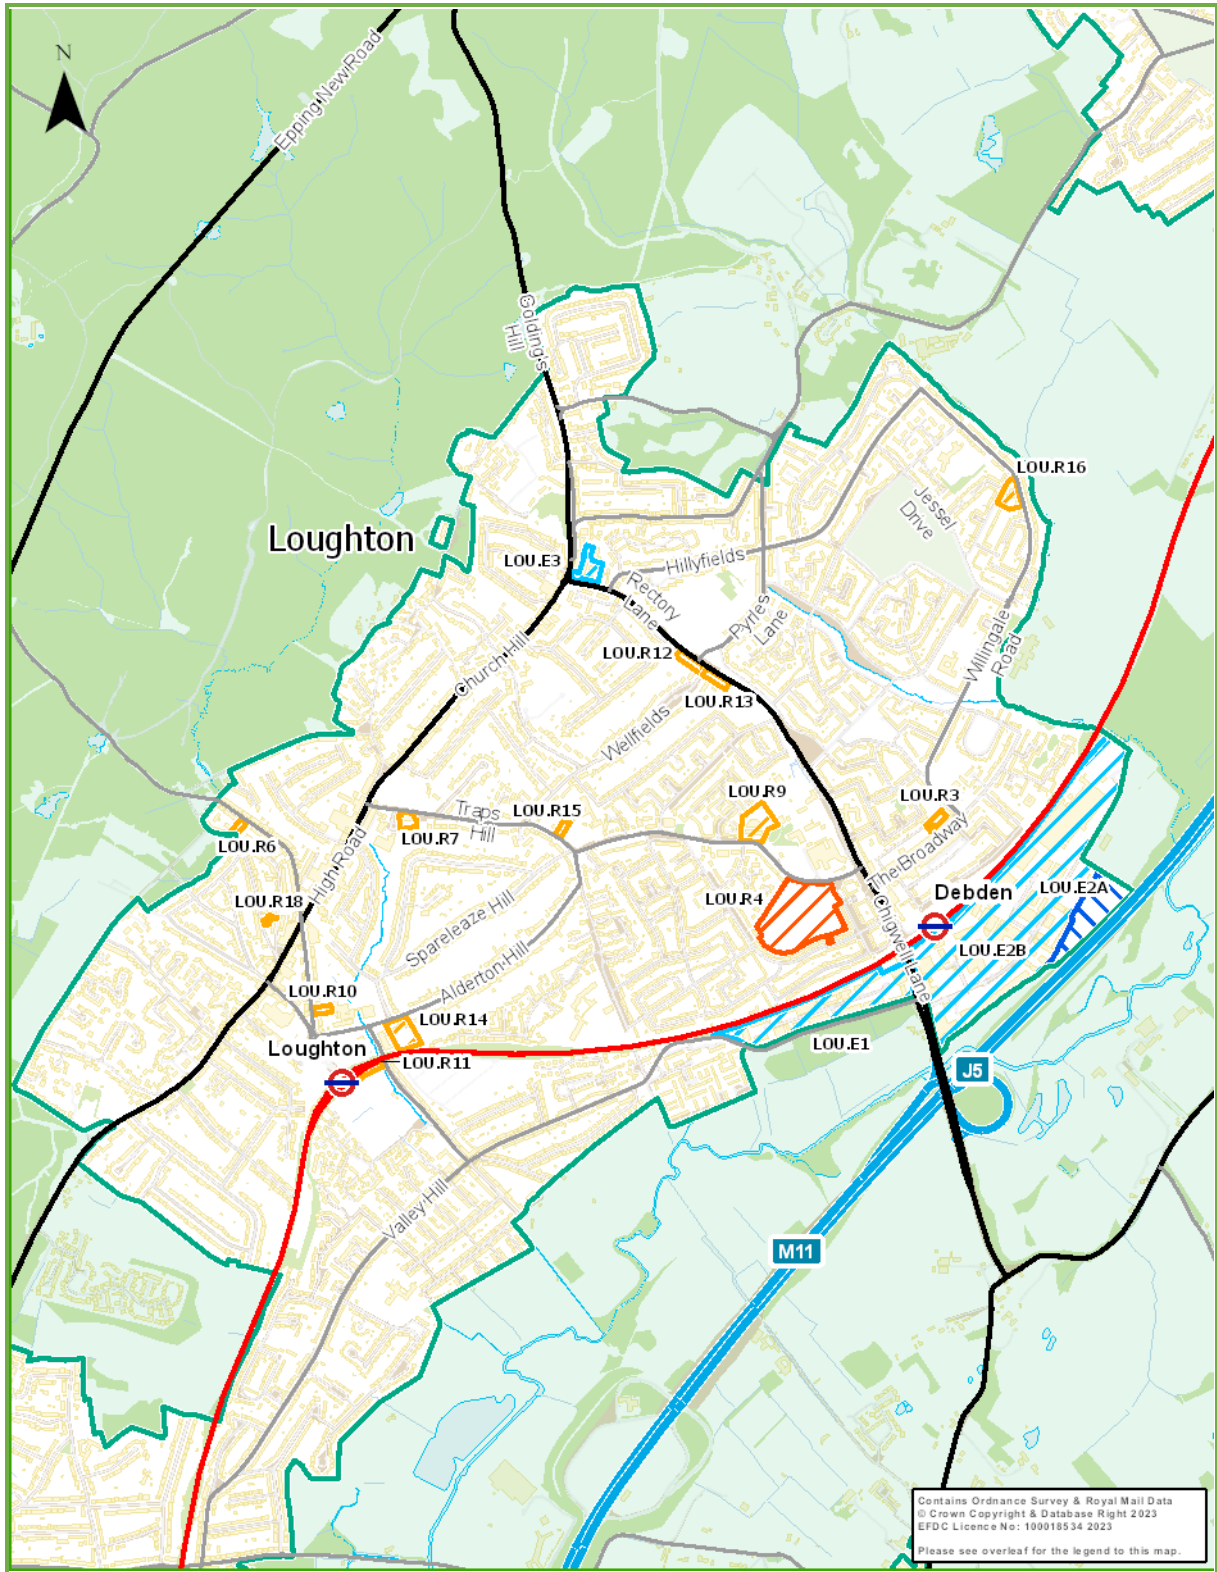 N
Epping New Road
Golding's
Hill
LOU.R16
Jessel
Drive
Loughton
LOU.E3
Hillyfields
Rectory
Lane
Pyrles
Lane
Willingale
Road
LOU.R12
Church Hill
LOU.R13
Wellfields
LOU.R9
LOU.R3
Traps
Hill
LOU.R15
LOU.R7
LOU.R6
High Road
The Broadway
LOU.R4
Debden
LOU.E2A
LOU.R18
Spareleaze Hill
Chigwell Lane
LOU.E2B
Alderton Hill
LOU.R10
LOU.R14
LOU.E1
Loughton
LOU.R11
J5
Valley Hill
M11
Contains Ordnance Survey & Royal Mail Data
© Crown Copyright & Database Right 2023
EFDC Licence No: 100018534 2023
Please see overleaf for the legend to this map.